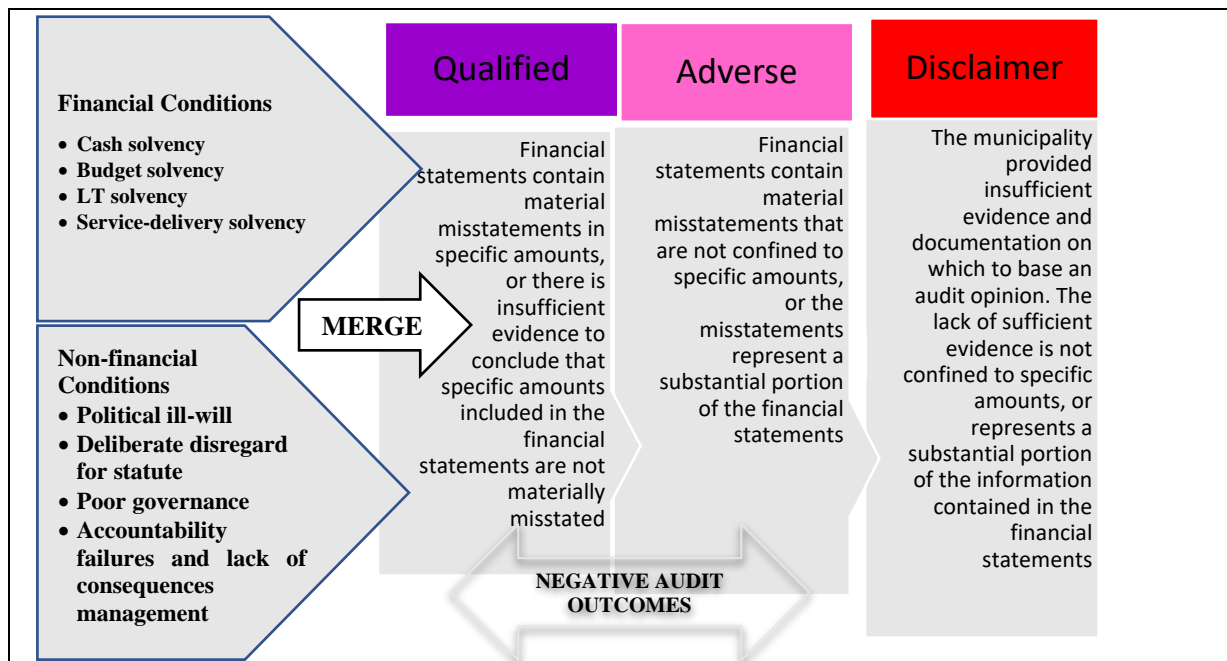 Financial Conditions
• Cash solvency
• Budget solvency
• LT solvency
• Service-delivery solvency
Non-financial
Conditions
• Political ill-will
• Deliberate disregard
for statute
• Poor governance
• Accountability
failures and lack of
consequences
management
MERGE
Qualified
Financial
statements contain
material
misstatements in
specific amounts,
or there is
insufficient
evidence to
conclude that
specific amounts
included in the
financial
statements are not
materially
misstated
Adverse
Financial
statements contain
material
misstatements that
are not confined to
specific amounts,
or the
misstatements
represent a
substantial portion
of the financial
statements
Disclaimer
The municipality
provided
insufficient
evidence and
documentation on
which to base an
audit opinion. The
lack of sufficient
evidence is not
confined to specific
amounts, or
represents a
substantial portion
of the information
contained in the
financial
statements
NEGATIVE AUDIT
OUTCOMES